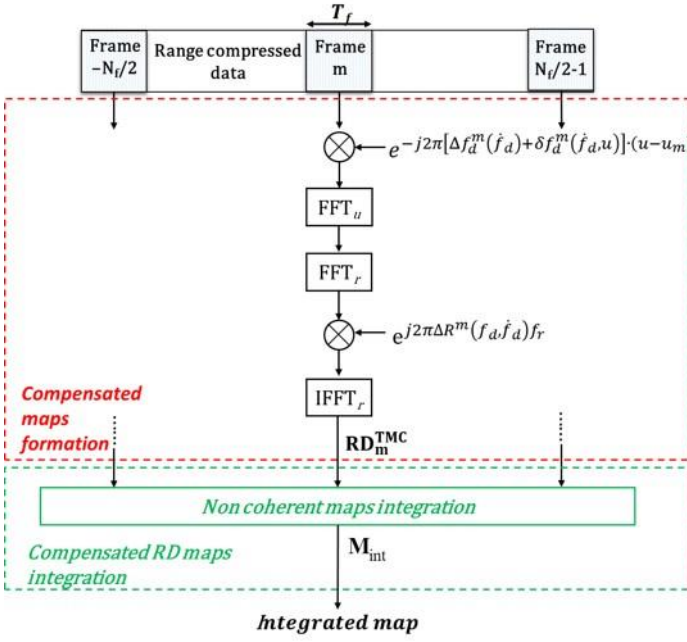 T_f
Frame
–N_f/2
Range compressed
data
Frame
m
Frame
N_f/2-1
e^{−j2π[Δf_d^m(ḟ_d)+δf_d^m(ḟ_d,u)]·(u−u_m}
FFT_u
FFT_r
e^{j2πΔR^m(f_d,ḟ_d)f_r}
IFFT_r
Compensated
maps
formation
RD_m^TMC
Non coherent maps integration
Compensated RD maps
integration
M_int
Integrated map